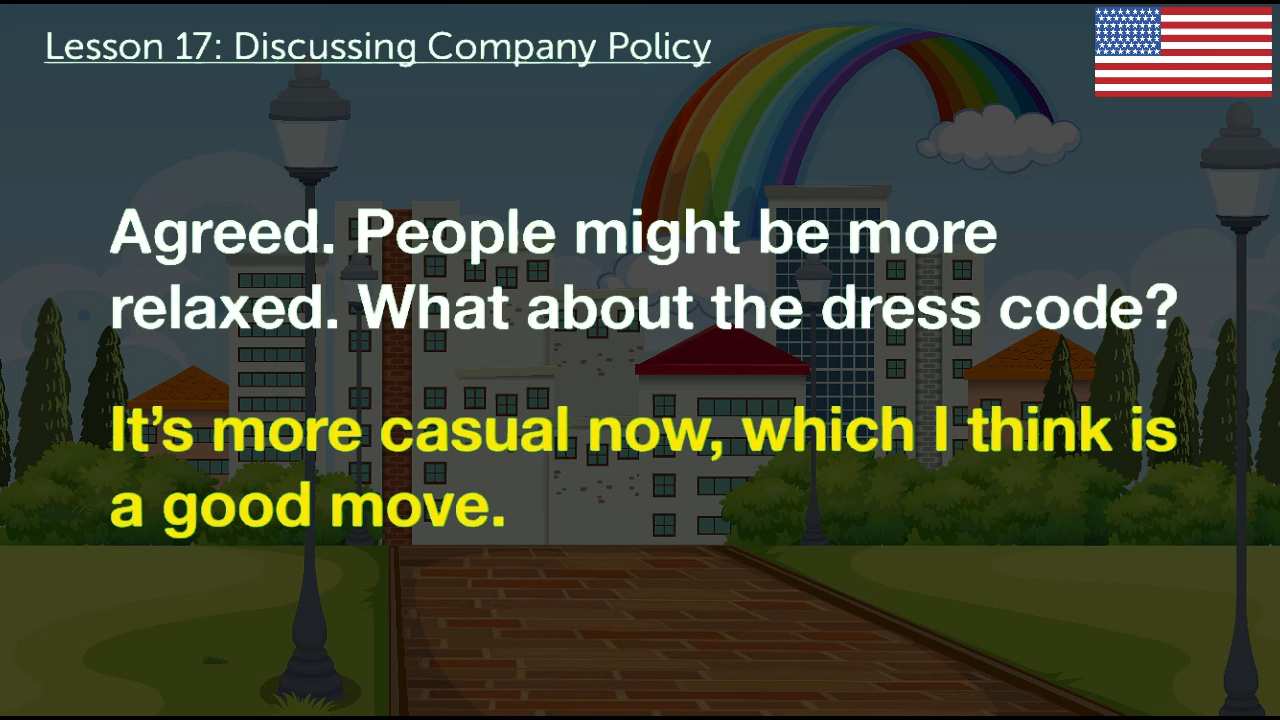 Lesson 17: Discussing Company Policy
Agreed. People might be more
relaxed. What about the dress code?
It's more casual now, which I think is
a good move.